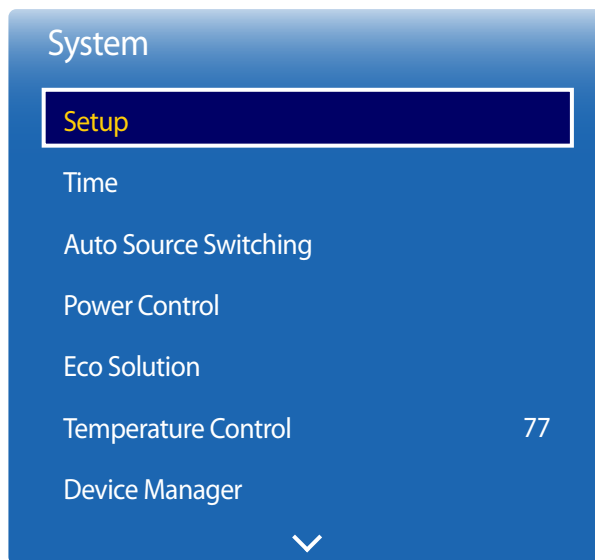 System
Setup
Time
Auto Source Switching
Power Control
Eco Solution
Temperature Control 77
Device Manager